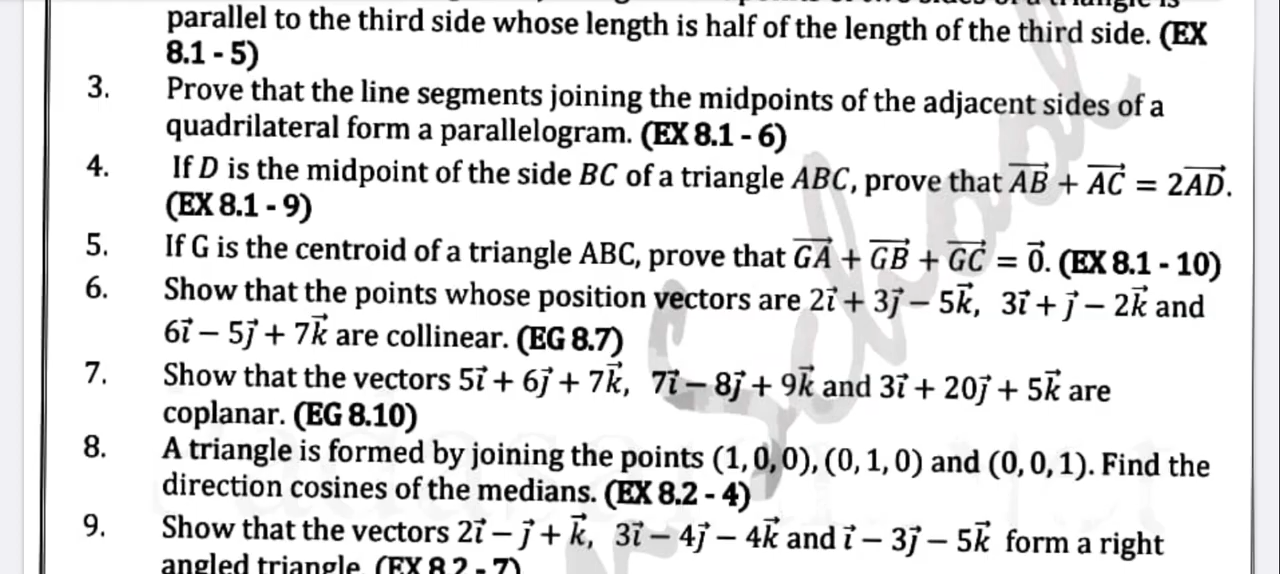 parallel to the third side whose length is half of the length of the third side. (EX
8.1 - 5)
3. Prove that the line segments joining the midpoints of the adjacent sides of a
quadrilateral form a parallelogram. (EX 8.1 - 6)
4. If D is the midpoint of the side BC of a triangle ABC, prove that A⃗B⃗ + A⃗C⃗ = 2A⃗D⃗.
(EX 8.1 - 9)
5. If G is the centroid of a triangle ABC, prove that G⃗A⃗ + G⃗B⃗ + G⃗C⃗ = 0⃗. (EX 8.1 - 10)
6. Show that the points whose position vectors are 2i⃗ + 3j⃗ – 5k⃗, 3i⃗ + j⃗ – 2k⃗ and
6i⃗ – 5j⃗ + 7k⃗ are collinear. (EG 8.7)
7. Show that the vectors 5i⃗ + 6j⃗ + 7k⃗, 7i⃗ – 8j⃗ + 9k⃗ and 3i⃗ + 20j⃗ + 5k⃗ are
coplanar. (EG 8.10)
8. A triangle is formed by joining the points (1, 0, 0), (0, 1, 0) and (0, 0, 1). Find the
direction cosines of the medians. (EX 8.2 - 4)
9. Show that the vectors 2i⃗ – j⃗ + k⃗, 3i⃗ – 4j⃗ – 4k⃗ and i⃗ – 3j⃗ – 5k⃗ form a right
angled triangle. (EX 8.2 - 7)
School